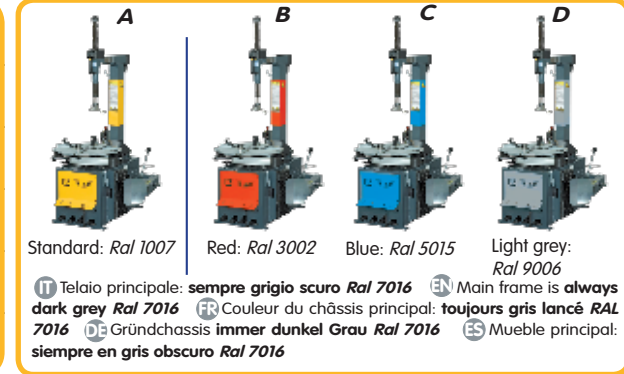 A B C D
Standard: Ral 1007 Red: Ral 3002 Blue: Ral 5015 Light grey:
Ral 9006
IT Telaio principale: sempre grigio scuro Ral 7016 EN Main frame is always
dark grey Ral 7016 FR Couleur du châssis principal: toujours gris lancé RAL
7016 DE Gründchassis immer dunkel Grau Ral 7016 ES Mueble principal:
siempre en gris obscuro Ral 7016